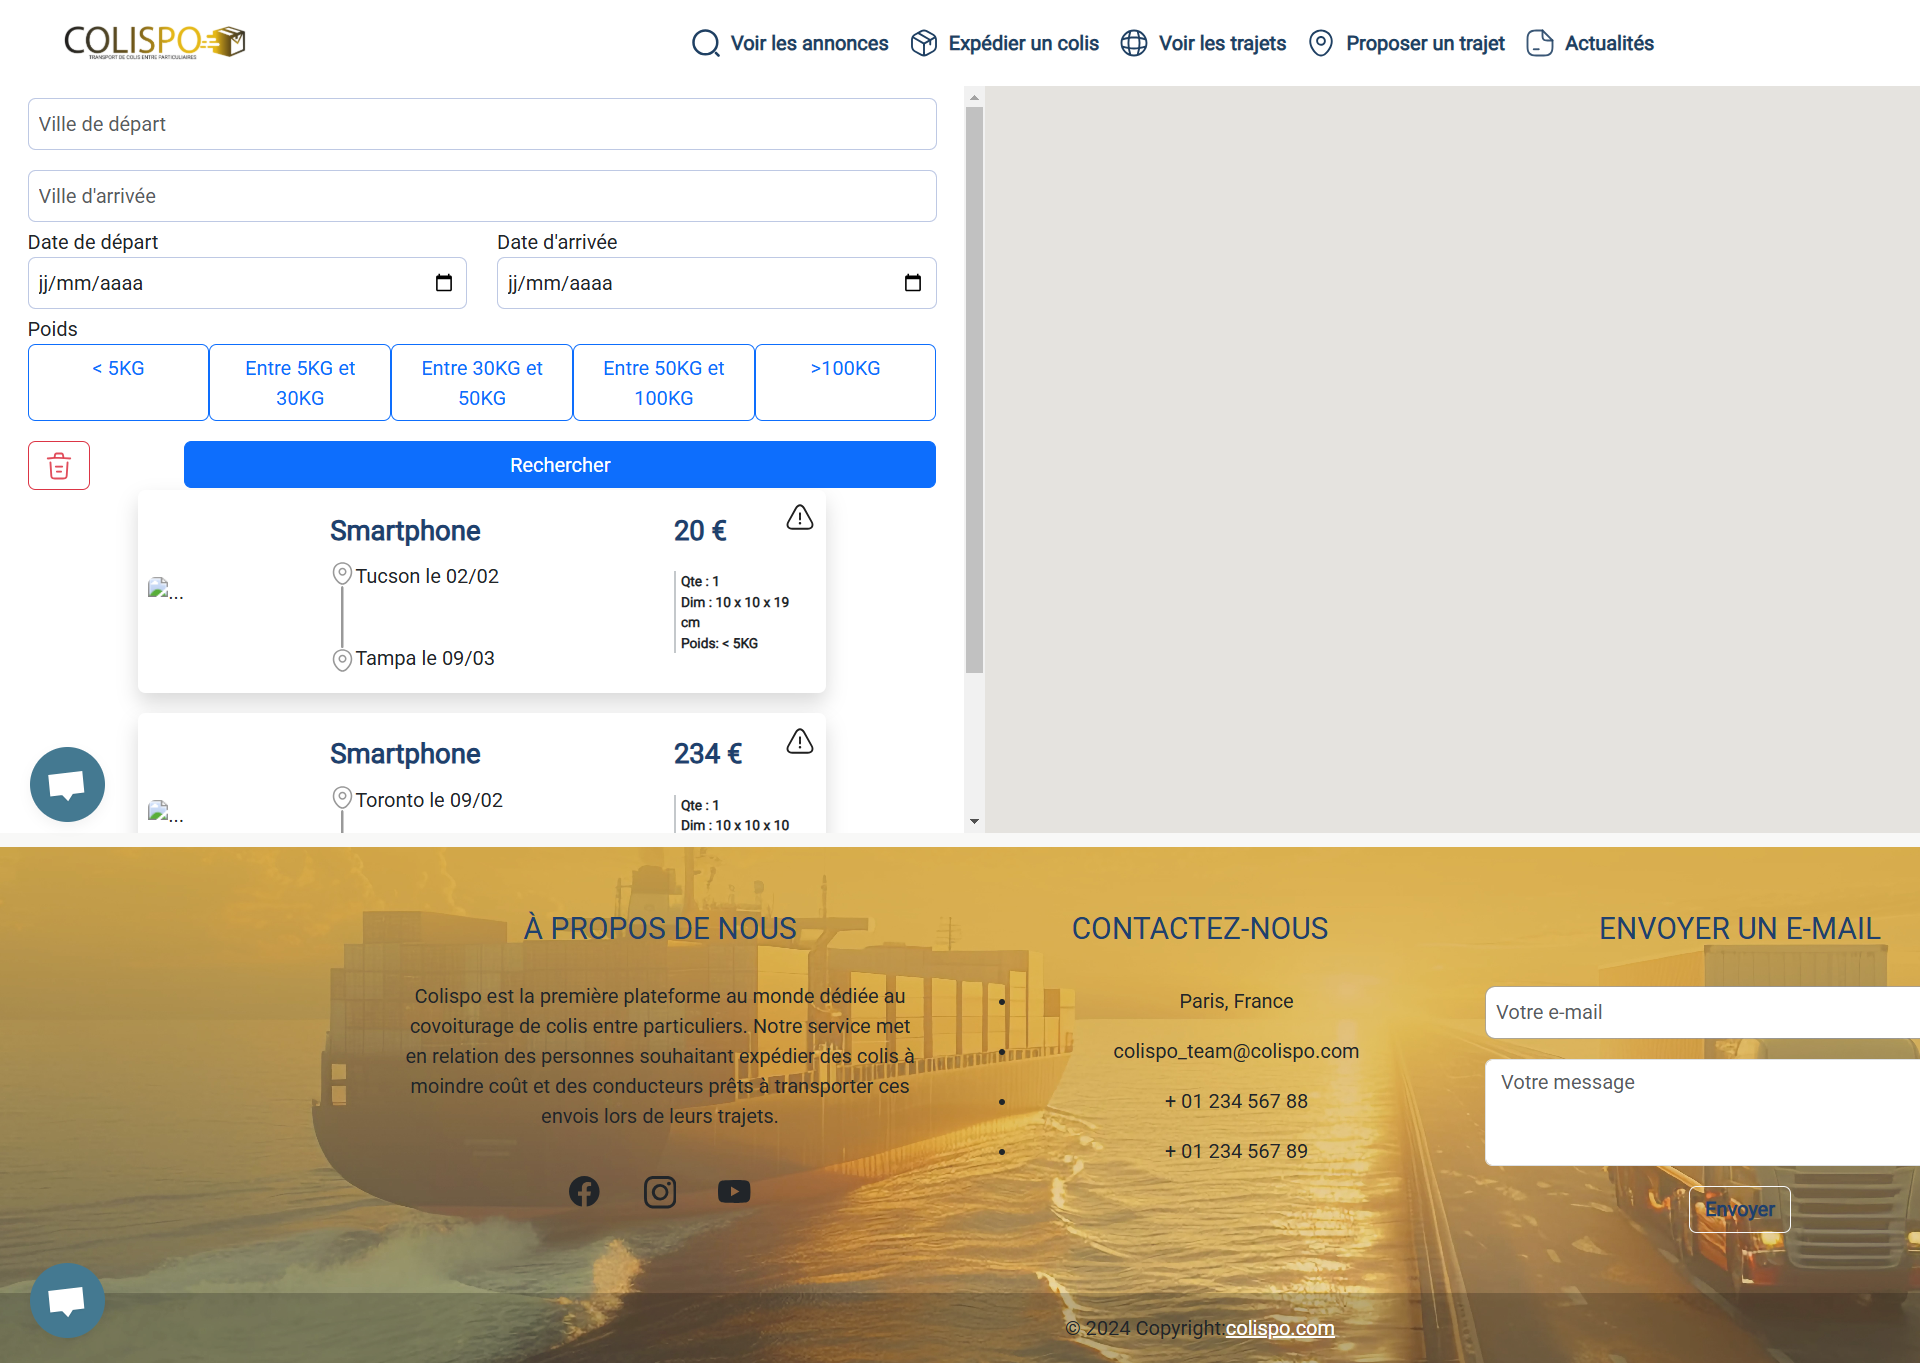 COLISPO
TRANSPORT DE COLIS ENTRE PARTICULIAIRES
Voir les annonces
Expédier un colis
Voir les trajets
Proposer un trajet
Actualités
Ville de départ
Ville d'arrivée
Date de départ
Date d'arrivée
jj/mm/aaaa
jj/mm/aaaa
Poids
< 5KG
Entre 5KG et
30KG
Entre 30KG et
50KG
Entre 50KG et
100KG
>100KG
Rechercher
...
Smartphone
Tucson le 02/02
Tampa le 09/03
20 €
Qte : 1
Dim : 10 x 10 x 19
cm
Poids: < 5KG
...
Smartphone
Toronto le 09/02
234 €
Qte : 1
Dim : 10 x 10 x 10
À PROPOS DE NOUS
Colispo est la première plateforme au monde dédiée au
covoiturage de colis entre particuliers. Notre service met
en relation des personnes souhaitant expédier des colis à
moindre coût et des conducteurs prêts à transporter ces
envois lors de leurs trajets.
CONTACTEZ-NOUS
Paris, France
colispo_team@colispo.com
+ 01 234 567 88
+ 01 234 567 89
ENVOYER UN E-MAIL
Votre e-mail
Votre message
Envoyer
© 2024 Copyright:colispo.com